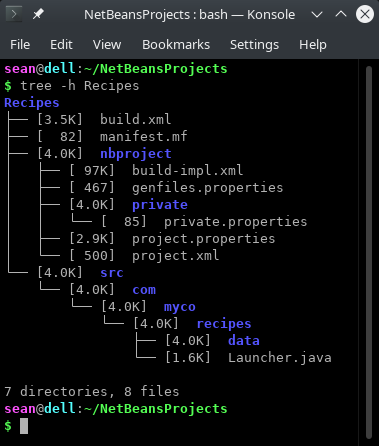 NetBeansProjects : bash — Konsole
File Edit View Bookmarks Settings Help
sean@dell:~/NetBeansProjects
$ tree -h Recipes
Recipes
├── [3.5K]  build.xml
├── [  82]  manifest.mf
├── [4.0K]  nbproject
│   ├── [ 97K]  build-impl.xml
│   ├── [ 467]  genfiles.properties
│   ├── [4.0K]  private
│   │   └── [  85]  private.properties
│   ├── [2.9K]  project.properties
│   └── [ 500]  project.xml
└── [4.0K]  src
    └── [4.0K]  com
        └── [4.0K]  myco
            └── [4.0K]  recipes
                ├── [4.0K]  data
                └── [1.6K]  Launcher.java

7 directories, 8 files
sean@dell:~/NetBeansProjects
$